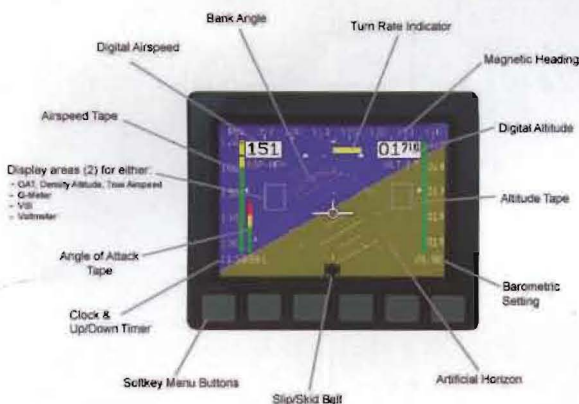 Bank Angle
Turn Rate Indicator
Digital Airspeed
Magnetic Heading
Airspeed Tape
Digital Altitude
151
Display areas (2) for either:
- OAT, Density Altitude, True Airspeed
- G-Meter
- VSI
- Voltmeter
Altitude Tape
Angle of Attack
Tape
Barometric
Setting
Clock &
Up/Down Timer
Softkey Menu Buttons
Artificial Horizon
Slip/Skid Ball